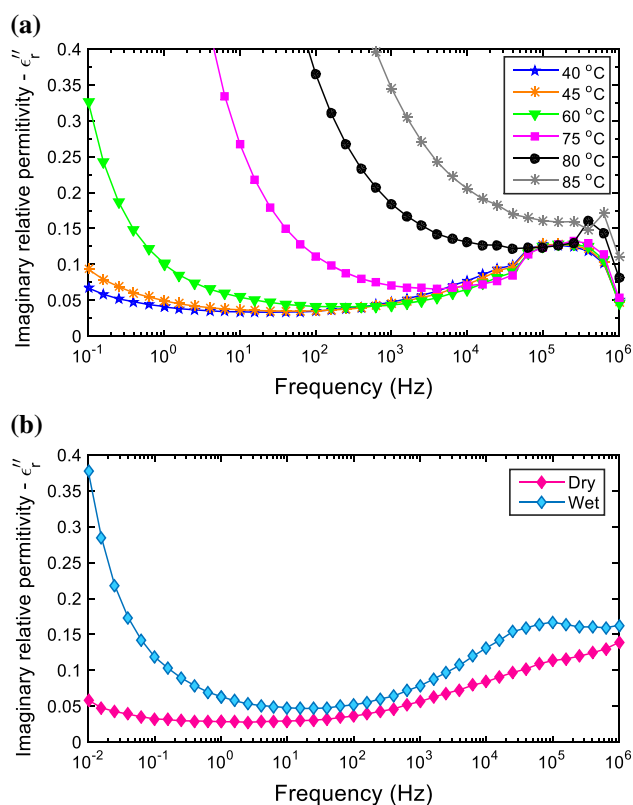 (a)
Imaginary relative permitivity - ϵ″r
0.4
0.35
0.3
0.25
0.2
0.15
0.1
0.05
0
40 °C
45 °C
60 °C
75 °C
80 °C
85 °C
10⁻¹ 10⁰ 10¹ 10² 10³ 10⁴ 10⁵ 10⁶
Frequency (Hz)
(b)
Imaginary relative permitivity - ϵ″r
0.4
0.35
0.3
0.25
0.2
0.15
0.1
0.05
0
Dry
Wet
10⁻² 10⁻¹ 10⁰ 10¹ 10² 10³ 10⁴ 10⁵ 10⁶
Frequency (Hz)